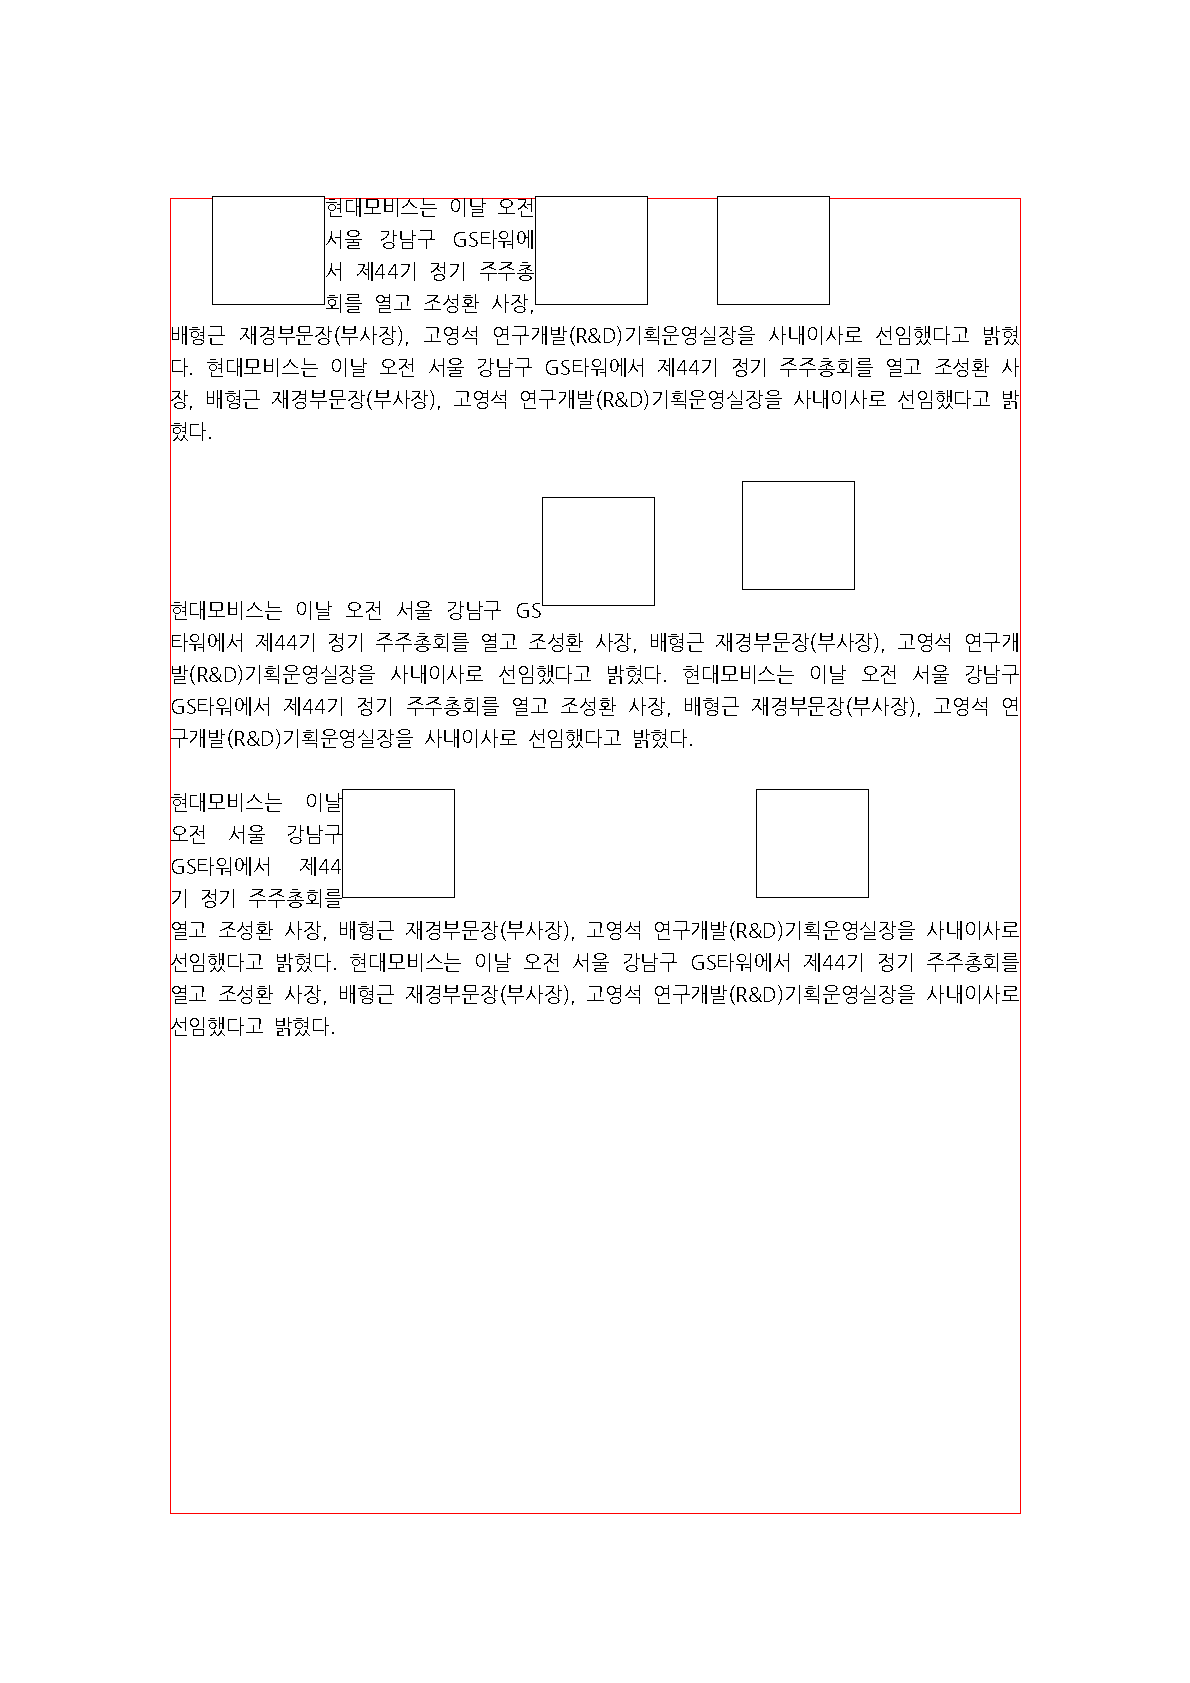 현대모비스는 이날 오전
서울 강남구 GS타워에
서 제44기 정기 주주총
회를 열고 조성환 사장,
배형근 재경부문장(부사장), 고영석 연구개발(R&D)기획운영실장을 사내이사로 선임했다고 밝혔
다. 현대모비스는 이날 오전 서울 강남구 GS타워에서 제44기 정기 주주총회를 열고 조성환 사
장, 배형근 재경부문장(부사장), 고영석 연구개발(R&D)기획운영실장을 사내이사로 선임했다고 밝
혔다.
현대모비스는 이날 오전 서울 강남구 GS
타워에서 제44기 정기 주주총회를 열고 조성환 사장, 배형근 재경부문장(부사장), 고영석 연구개
발(R&D)기획운영실장을 사내이사로 선임했다고 밝혔다. 현대모비스는 이날 오전 서울 강남구
GS타워에서 제44기 정기 주주총회를 열고 조성환 사장, 배형근 재경부문장(부사장), 고영석 연
구개발(R&D)기획운영실장을 사내이사로 선임했다고 밝혔다.
현대모비스는 이날
오전 서울 강남구
GS타워에서 제44
기 정기 주주총회를
열고 조성환 사장, 배형근 재경부문장(부사장), 고영석 연구개발(R&D)기획운영실장을 사내이사로
선임했다고 밝혔다. 현대모비스는 이날 오전 서울 강남구 GS타워에서 제44기 정기 주주총회를
열고 조성환 사장, 배형근 재경부문장(부사장), 고영석 연구개발(R&D)기획운영실장을 사내이사로
선임했다고 밝혔다.